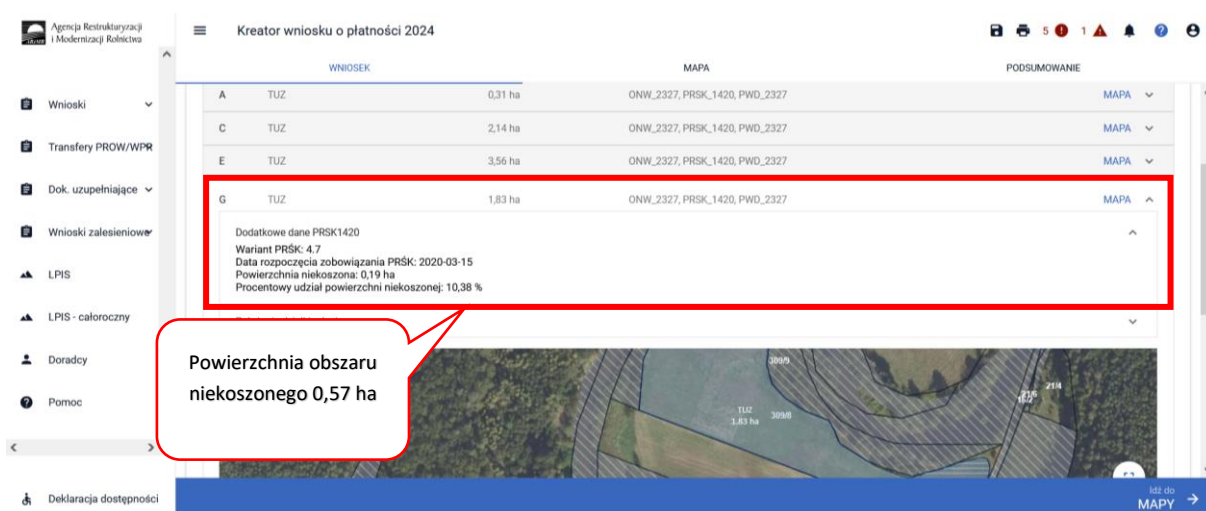 Agencja Restrukturyzacji
i Modernizacji Rolnictwa
Kreator wniosku o płatności 2024
5 1
WNIOSEK MAPA PODSUMOWANIE
Wnioski
Transfery PROW/WPR
Dok. uzupełniające
Wnioski zalesieniowe
LPIS
LPIS - całoroczny
Doradcy
Pomoc
Deklaracja dostępności
A TUZ 0,31 ha ONW_2327, PRSK_1420, PWD_2327 MAPA
C TUZ 2,14 ha ONW_2327, PRSK_1420, PWD_2327 MAPA
E TUZ 3,56 ha ONW_2327, PRSK_1420, PWD_2327 MAPA
G TUZ 1,83 ha ONW_2327, PRSK_1420, PWD_2327 MAPA
Dodatkowe dane PRSK1420
Wariant PRŚK: 4.7
Data rozpoczęcia zobowiązania PRŚK: 2020-03-15
Powierzchnia niekoszona: 0,19 ha
Procentowy udział powierzchni niekoszonej: 10,38 %
Powierzchnia obszaru
niekoszonego 0,57 ha
309/9
TUZ
1,83 ha
309/8
21/4
Idź do
MAPY